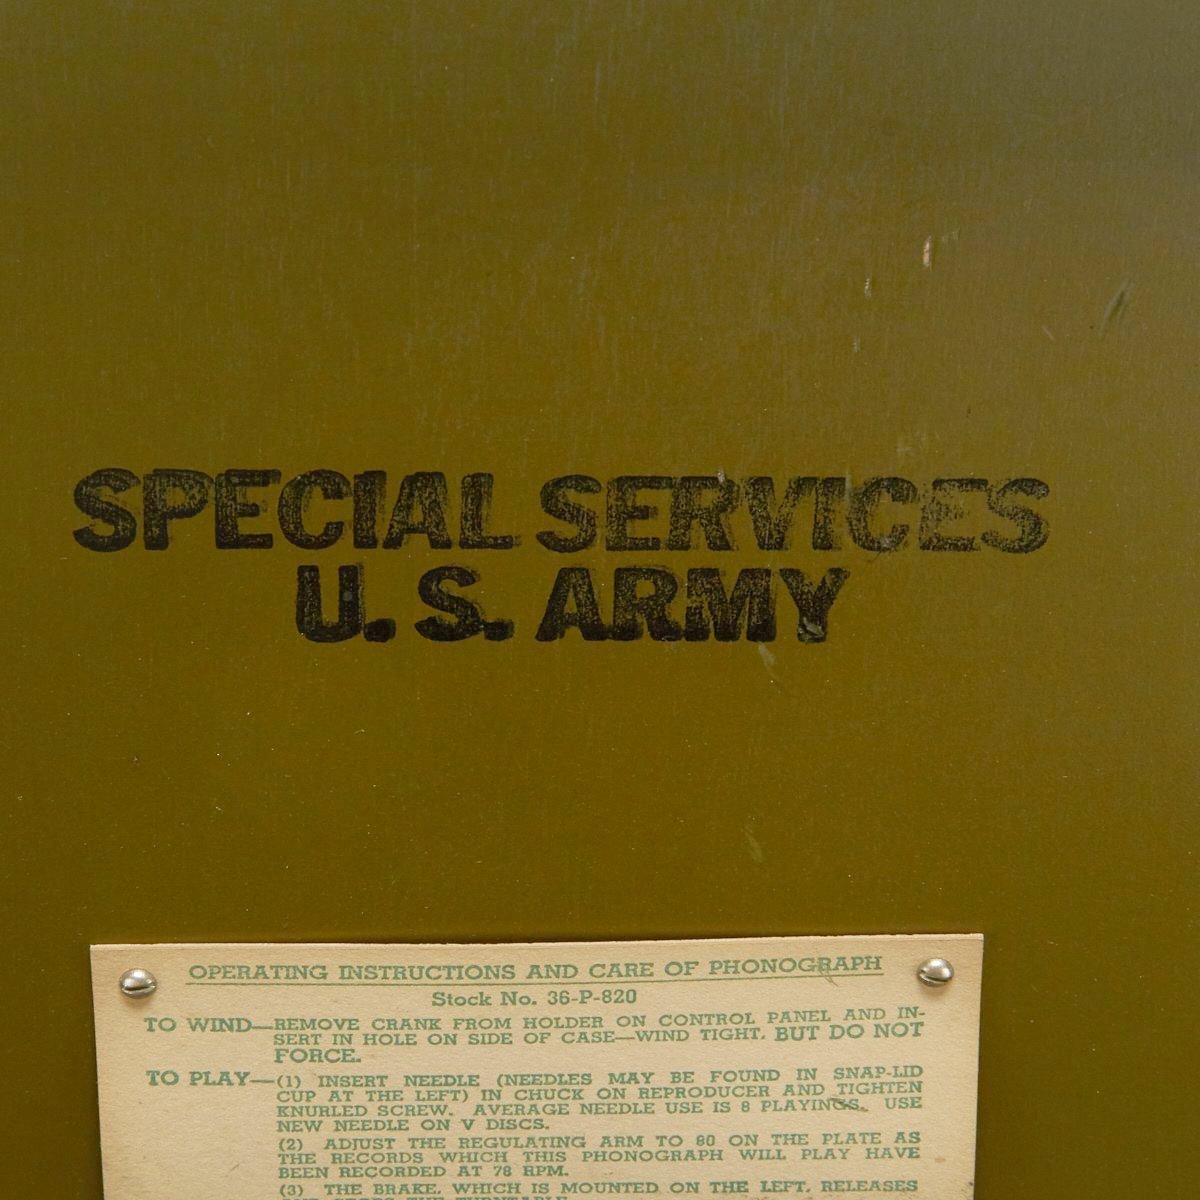 SPECIAL SERVICES
U. S. ARMY
OPERATING INSTRUCTIONS AND CARE OF PHONOGRAPH
Stock No. 36-P-820
TO WIND—REMOVE CRANK FROM HOLDER ON CONTROL PANEL AND IN-
SERT IN HOLE ON SIDE OF CASE—WIND TIGHT. BUT DO NOT
FORCE.
TO PLAY—(1) INSERT NEEDLE (NEEDLES MAY BE FOUND IN SNAP-LID
CUP AT THE LEFT) IN CHUCK ON REPRODUCER AND TIGHTEN
KNURLED SCREW. AVERAGE NEEDLE USE IS 8 PLAYINGS. USE
NEW NEEDLE ON V DISCS.
(2) ADJUST THE REGULATING ARM TO 80 ON THE PLATE AS
THE RECORDS WHICH THIS PHONOGRAPH WILL PLAY HAVE
BEEN RECORDED AT 78 RPM.
(3) THE BRAKE, WHICH IS MOUNTED ON THE LEFT, RELEASES